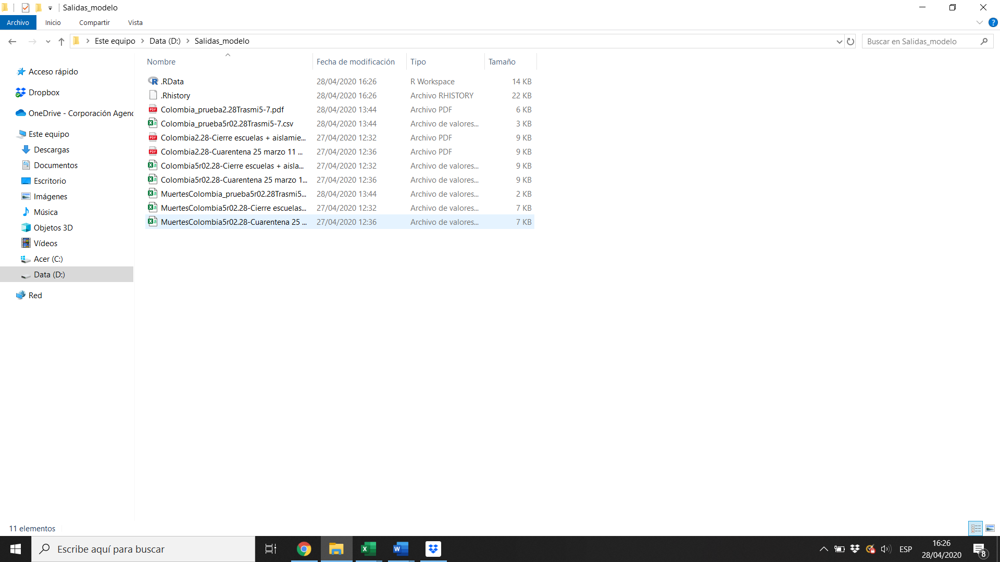 Salidas_modelo
Archivo Inicio Compartir Vista
Este equipo Data (D:) Salidas_modelo
Buscar en Salidas_modelo
Nombre Fecha de modificación Tipo Tamaño
.RData 28/04/2020 16:26 R Workspace 14 KB
.Rhistory 28/04/2020 16:26 Archivo RHISTORY 22 KB
Colombia_prueba2.28Trasmi5-7.pdf 28/04/2020 13:44 Archivo PDF 6 KB
Colombia_prueba5r02.28Trasmi5-7.csv 28/04/2020 13:44 Archivo de valores... 3 KB
Colombia2.28-Cierre escuelas + aislamie... 27/04/2020 12:32 Archivo PDF 9 KB
Colombia2.28-Cuarentena 25 marzo 11 ... 27/04/2020 12:36 Archivo PDF 9 KB
Colombia5r02.28-Cierre escuelas + aisla... 27/04/2020 12:32 Archivo de valores... 9 KB
Colombia5r02.28-Cuarentena 25 marzo 1... 27/04/2020 12:36 Archivo de valores... 9 KB
MuertesColombia_prueba5r02.28Trasmi5... 28/04/2020 13:44 Archivo de valores... 2 KB
MuertesColombia5r02.28-Cierre escuelas... 27/04/2020 12:32 Archivo de valores... 7 KB
MuertesColombia5r02.28-Cuarentena 25 ... 27/04/2020 12:36 Archivo de valores... 7 KB
Acceso rápido
Dropbox
OneDrive - Corporación Agenc
Este equipo
Descargas
Documentos
Escritorio
Imágenes
Música
Objetos 3D
Vídeos
Acer (C:)
Data (D:)
Red
11 elementos
Escribe aquí para buscar
ESP
16:26
28/04/2020
8